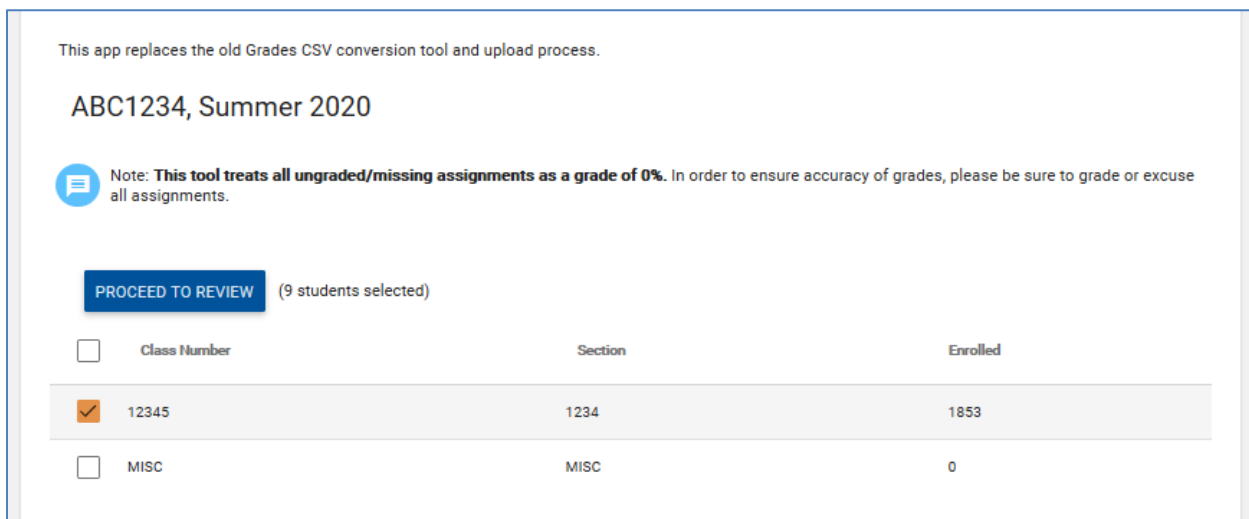 This app replaces the old Grades CSV conversion tool and upload process.
ABC1234, Summer 2020
Note: This tool treats all ungraded/missing assignments as a grade of 0%. In order to ensure accuracy of grades, please be sure to grade or excuse
all assignments.
PROCEED TO REVIEW (9 students selected)
Class Number Section Enrolled
12345 1234 1853
MISC MISC 0